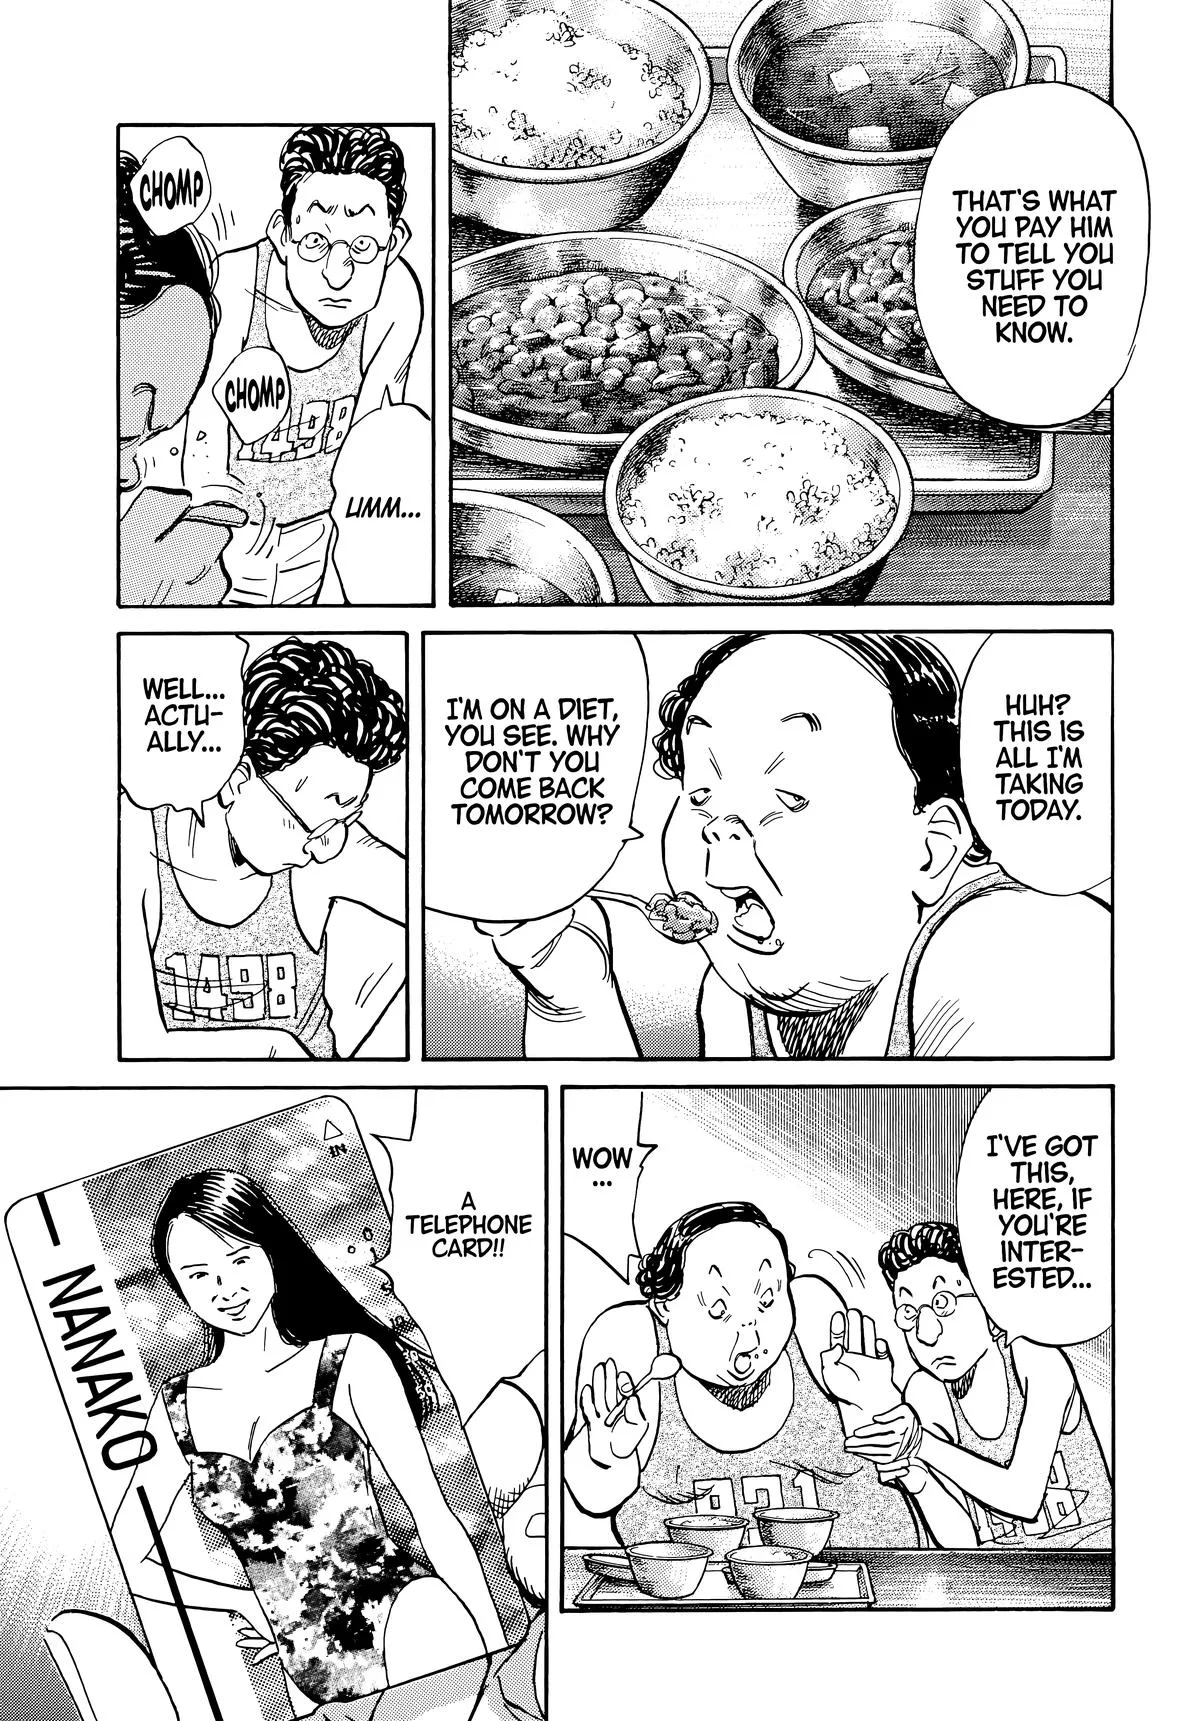 THAT'S WHAT
YOU PAY HIM
TO TELL YOU
STUFF YOU
NEED TO
KNOW.
CHOMP
CHOMP
1498
UMM...
HUH?
THIS IS
ALL I'M
TAKING
TODAY.
I'M ON A DIET,
YOU SEE. WHY
DON'T YOU
COME BACK
TOMORROW?
WELL...
ACTU-
ALLY...
1498
I'VE GOT
THIS,
HERE, IF
YOU'RE
INTER-
ESTED...
WOW
...
A
TELEPHONE
CARD!!
IN
NANAKO